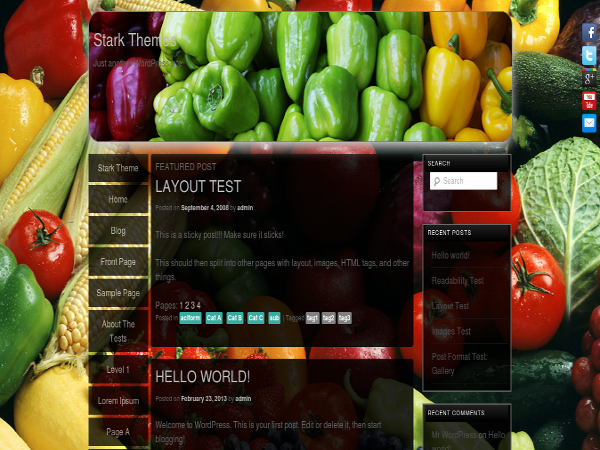 Stark Themes
Just another WordPress site
Stark Theme
Home
Blog
Front Page
Sample Page
About The
Tests
Level 1
Lorem Ipsum
Page A
FEATURED POST
LAYOUT TEST
Posted on September 4, 2008 by admin
This is a sticky post!!! Make sure it sticks!
This should then split into other pages with layout, images, HTML tags, and other
things.
Pages: 1 2 3 4
Posted in aciform Cat A Cat B Cat C sub | Tagged tag1 tag2 tag3
HELLO WORLD!
Posted on February 23, 2013 by admin
Welcome to WordPress. This is your first post. Edit or delete it, then start
blogging!
SEARCH
Search
RECENT POSTS
Hello world!
Readability Test
Layout Test
Images Test
Post Format Test:
Gallery
RECENT COMMENTS
Mr WordPress on Hello
world!
f
t
g+
You